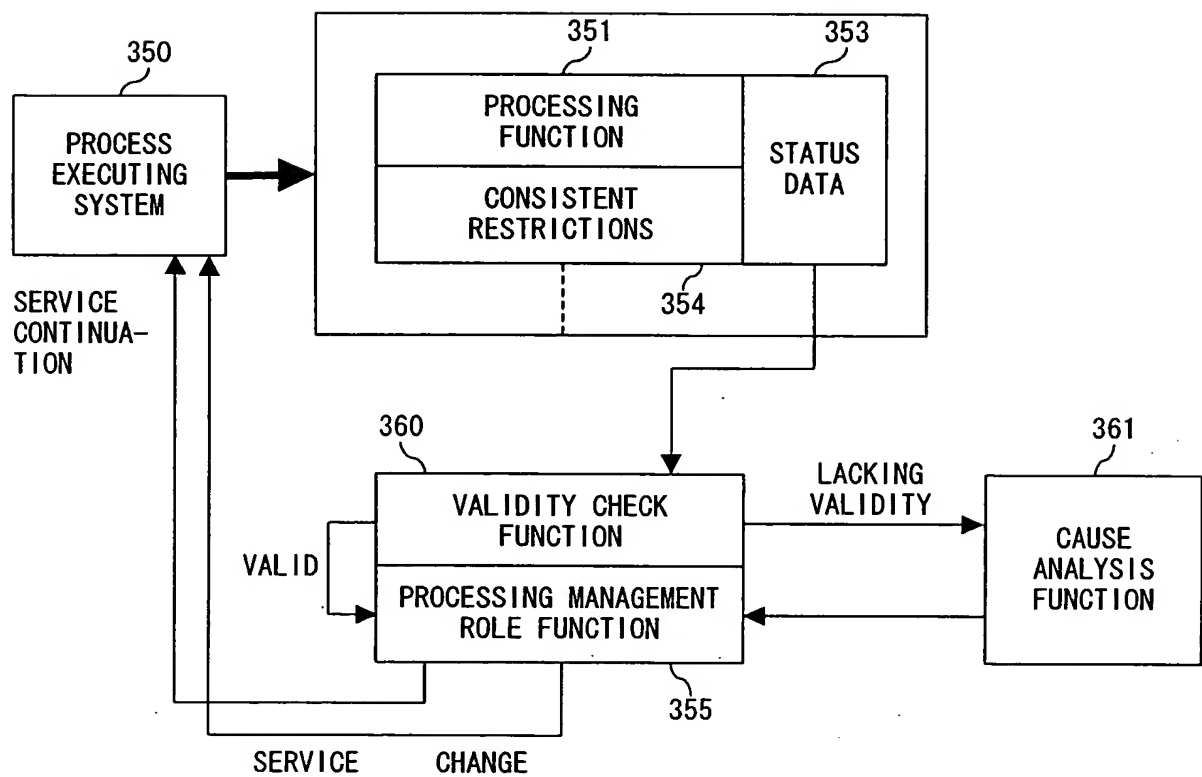 350
PROCESS
EXECUTING
SYSTEM
351
353
PROCESSING
FUNCTION
CONSISTENT
RESTRICTIONS
STATUS
DATA
354
SERVICE
CONTINUA-
TION
360
VALIDITY CHECK
FUNCTION
VALID
PROCESSING MANAGEMENT
ROLE FUNCTION
355
LACKING
VALIDITY
361
CAUSE
ANALYSIS
FUNCTION
SERVICE CHANGE